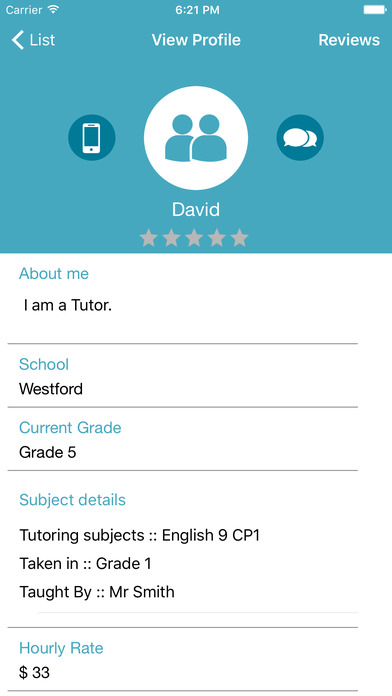 Carrier 6:21 PM
List View Profile Reviews
David
About me
I am a Tutor.
School
Westford
Current Grade
Grade 5
Subject details
Tutoring subjects :: English 9 CP1
Taken in :: Grade 1
Taught By :: Mr Smith
Hourly Rate
$ 33